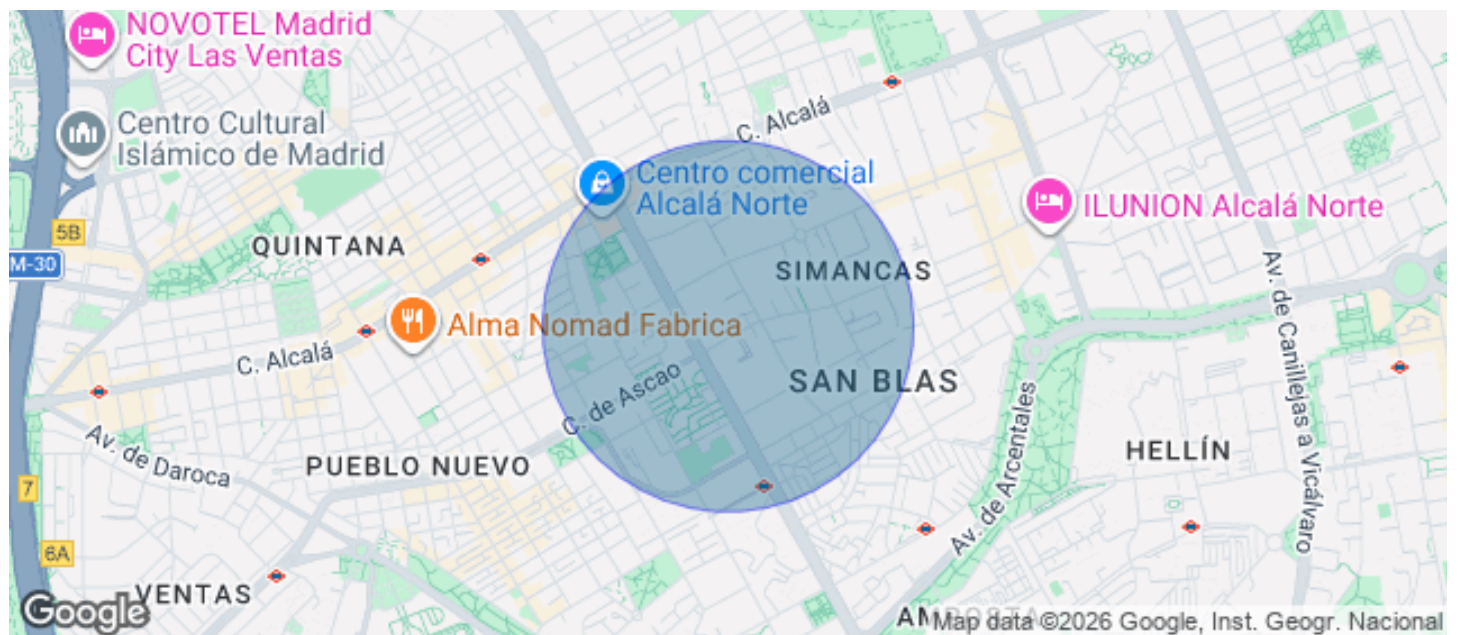 NOVOTEL Madrid
City Las Ventas
Centro Cultural
Islámico de Madrid
C. Alcalá
Centro comercial
Alcalá Norte
ILUNION Alcalá Norte
5B
M-30
QUINTANA
SIMANCAS
Av. de Canillejas a Vicálvaro
Alma Nomad Fabrica
C. Alcalá
C. de Ascao
SAN BLAS
Av. de Arcentales
HELLÍN
Av. de Daroca
PUEBLO NUEVO
7
6A
VENTAS
Google
Map data ©2026 Google, Inst. Geogr. Nacional